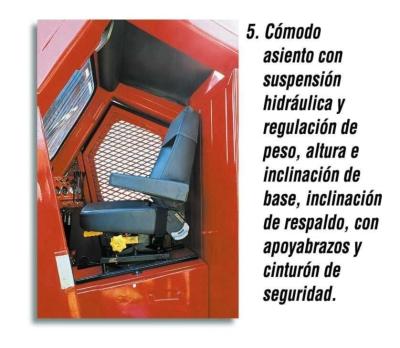 5. Cómodo
asiento con
suspensión
hidráulica y
regulación de
peso, altura e
inclinación de
base, inclinación
de respaldo, con
apoyabrazos y
cinturón de
seguridad.